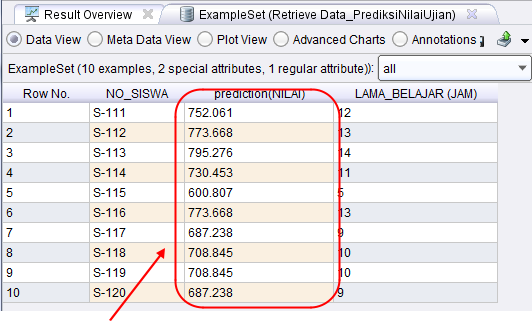 Result Overview ExampleSet (Retrieve Data_PrediksiNilaiUjian)
Data View Meta Data View Plot View Advanced Charts Annotations
ExampleSet (10 examples, 2 special attributes, 1 regular attribute)): all
Row No. NO_SISWA prediction(NILAI) LAMA_BELAJAR (JAM)
1 S-111 752.061 12
2 S-112 773.668 13
3 S-113 795.276 14
4 S-114 730.453 11
5 S-115 600.807 5
6 S-116 773.668 13
7 S-117 687.238 9
8 S-118 708.845 10
9 S-119 708.845 10
10 S-120 687.238 9